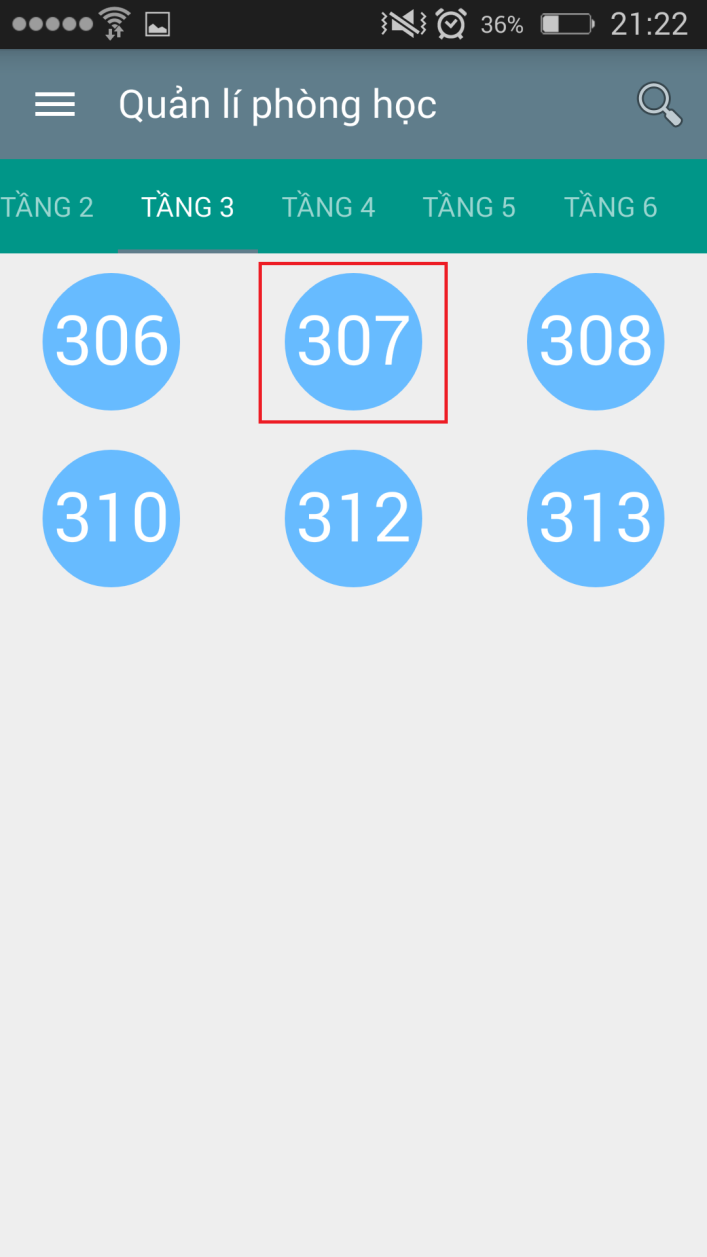 36% 21:22
Quản lí phòng học
TẦNG 2 TẦNG 3 TẦNG 4 TẦNG 5 TẦNG 6
306 307 308
310 312 313